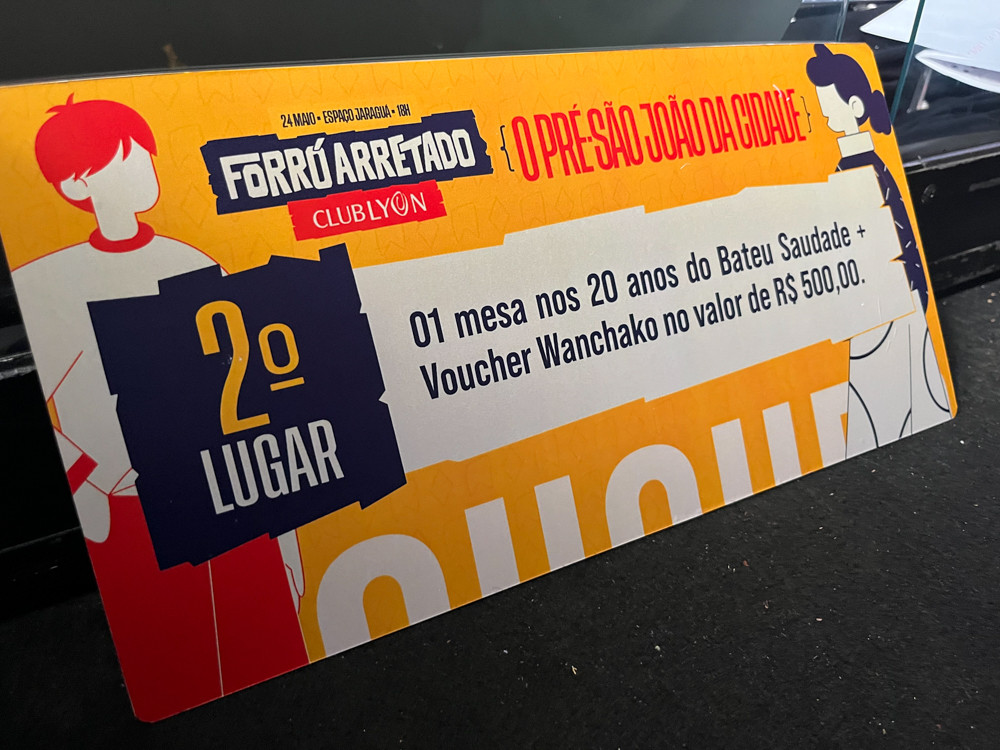 24 MAIO • ESPAÇO JARAGUÁ • 18H
FORRÓ ARRETADO
CLUB LYON
{O PRÉ-SÃO JOÃO DA CIDADE}
2º
LUGAR
01 mesa nos 20 anos do Bateu Saudade +
Voucher Wanchako no valor de R$ 500,00.